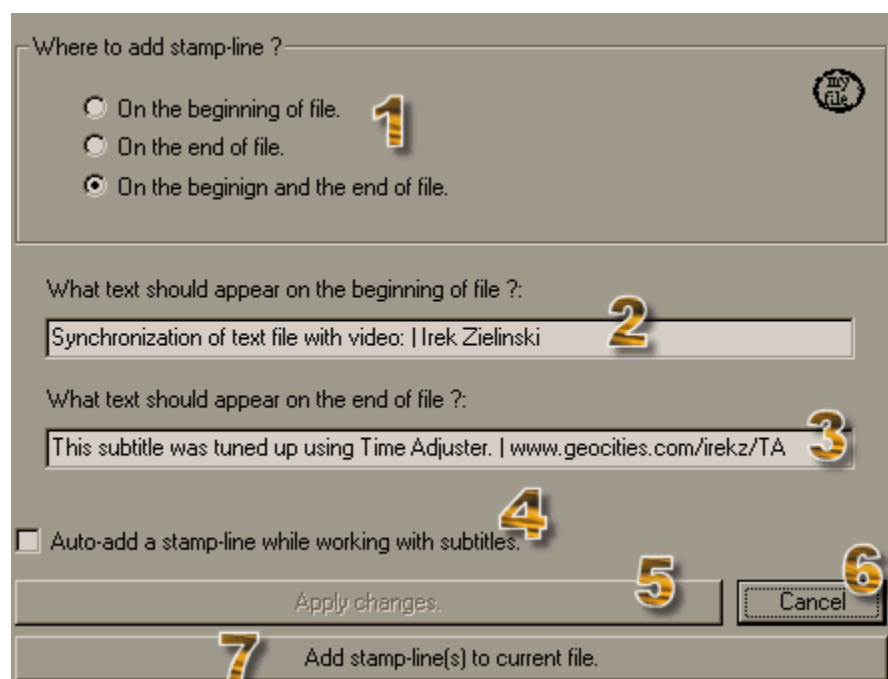 Where to add stamp-line ?
my
file
On the beginning of file.
1
On the end of file.
On the beginign and the end of file.
What text should appear on the beginning of file ?:
2
Synchronization of text file with video: | Irek Zielinski
What text should appear on the end of file ?:
3
This subtitle was tuned up using Time Adjuster. | www.geocities.com/irekz/TA
4
Auto-add a stamp-line while working with subtitles.
5
6
Apply changes.
Cancel
7
Add stamp-line(s) to current file.